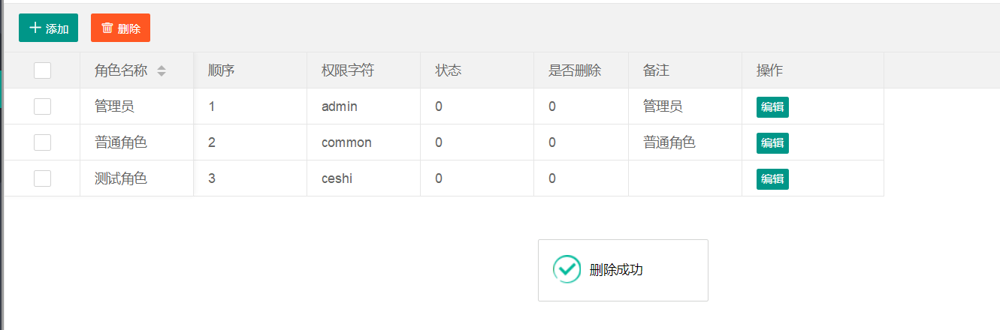 添加 删除
角色名称 顺序 权限字符 状态 是否删除 备注 操作
管理员 1 admin 0 0 管理员 编辑
普通角色 2 common 0 0 普通角色 编辑
测试角色 3 ceshi 0 0 编辑
删除成功